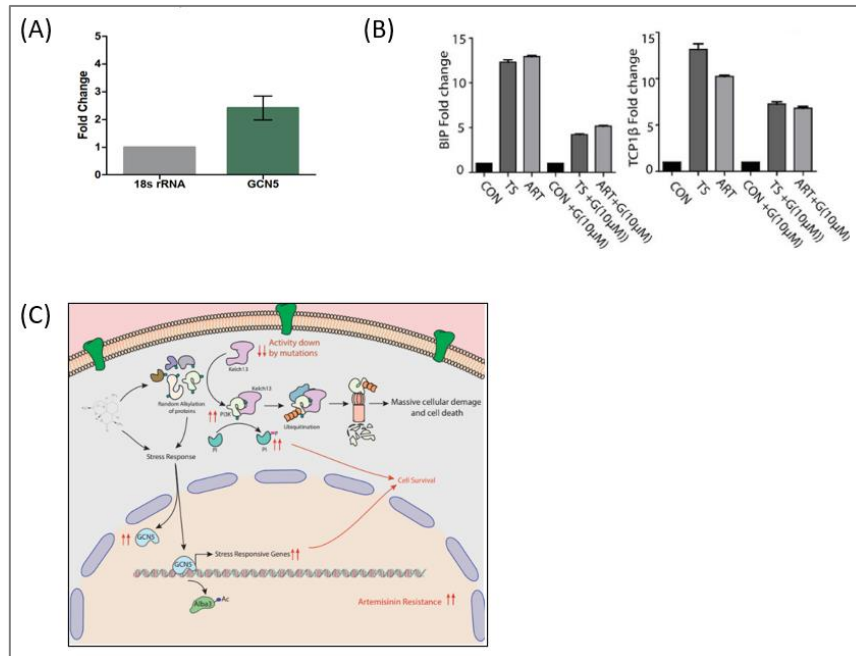 (A)
5
4
3
2
1
0
Fold Change
18s rRNA
GCN5
(B)
15
10
5
0
BIP Fold change
CON
TS
ART
CON +G(10μM)
TS +G(10μM))
ART+G(10μM)
15
10
5
0
TCP1β Fold change
CON
TS
ART
CON +G(10μM)
TS +G(10μM))
ART+G(10μM)
(C)
Activity down
by mutations
Kelch13
Random Alkylation
of proteins
Kelch13
PI3K
Ubiquitination
Massive cellular damage
and cell death
PI
PI
Stress Response
Cell Survival
GCN5
GCN5
Stress Responsive Genes
Alba3
Ac
Artemisinin Resistance